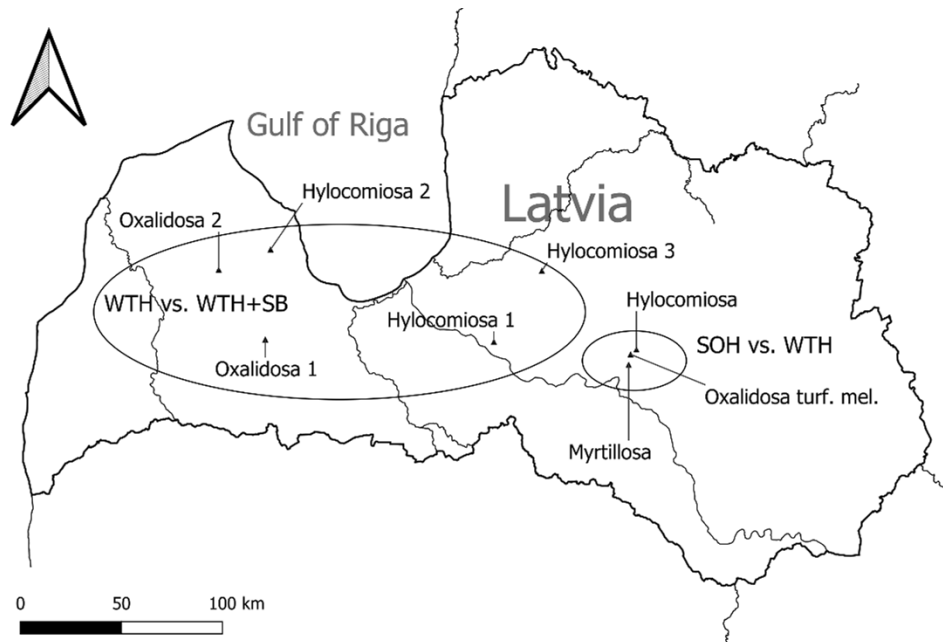 Gulf of Riga
Hylocomiosa 2
Latvia
Oxalidosa 2
Hylocomiosa 3
WTH vs. WTH+SB
Hylocomiosa
Hylocomiosa 1
SOH vs. WTH
Oxalidosa 1
Oxalidosa turf. mel.
Myrtillosa
0 50 100 km